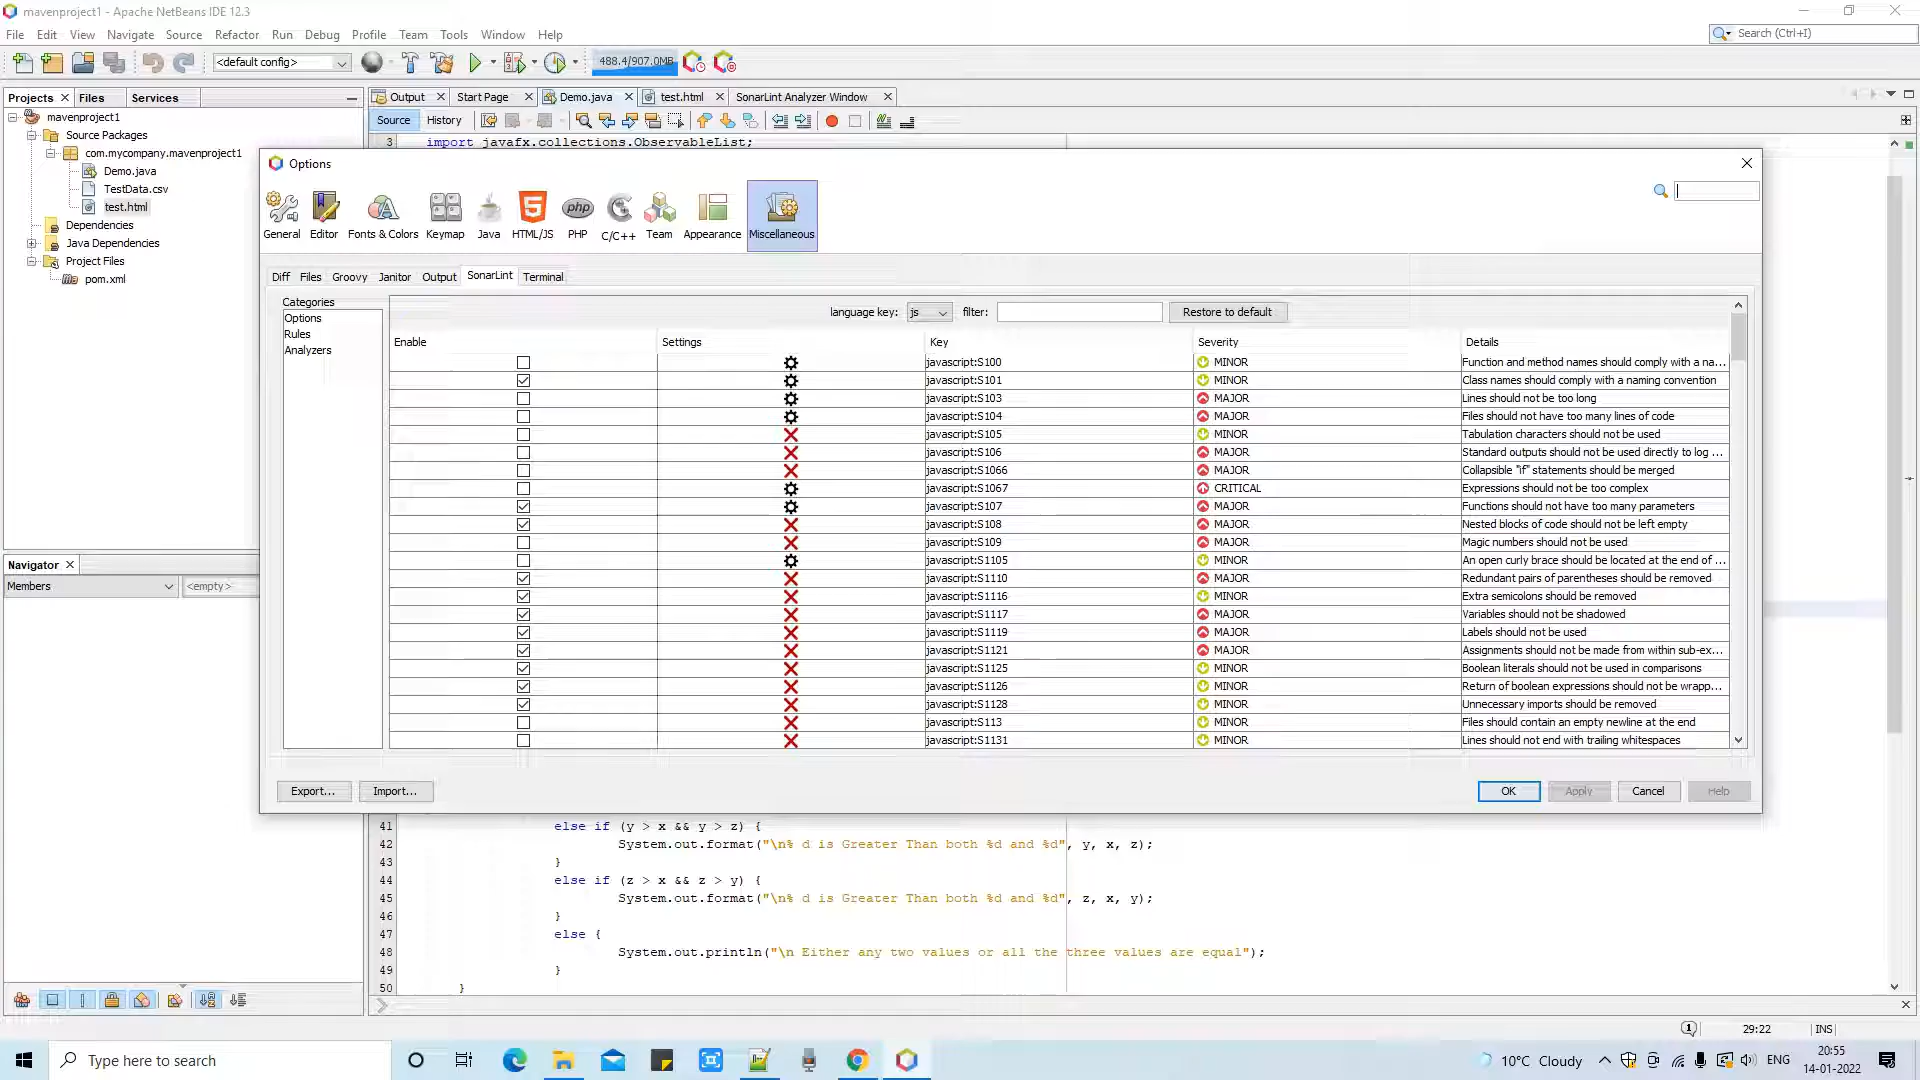 mavenproject1 - Apache NetBeans IDE 12.3
File Edit View Navigate Source Refactor Run Debug Profile Team Tools Window Help
Search (Ctrl+I)
<default config>
488.4/907.0MB
Projects Files Services
Output Start Page Demo.java test.html SonarLint Analyzer Window
Source History
mavenproject1
Source Packages
com.mycompany.mavenproject1
Demo.java
TestData.csv
test.html
Dependencies
Java Dependencies
Project Files
pom.xml
3 import javafx.collections.ObservableList;
Options
General Editor Fonts & Colors Keymap Java HTML/JS PHP C/C++ Team Appearance Miscellaneous
Diff Files Groovy Janitor Output SonarLint Terminal
Categories
Options
Rules
Analyzers
language key: js filter: Restore to default
Enable Settings Key Severity Details
javascript:S100 MINOR Function and method names should comply with a na...
javascript:S101 MINOR Class names should comply with a naming convention
javascript:S103 MAJOR Lines should not be too long
javascript:S104 MAJOR Files should not have too many lines of code
javascript:S105 MINOR Tabulation characters should not be used
javascript:S106 MAJOR Standard outputs should not be used directly to log ...
javascript:S1066 MAJOR Collapsible "if" statements should be merged
javascript:S1067 CRITICAL Expressions should not be too complex
javascript:S107 MAJOR Functions should not have too many parameters
javascript:S108 MAJOR Nested blocks of code should not be left empty
javascript:S109 MAJOR Magic numbers should not be used
javascript:S1105 MINOR An open curly brace should be located at the end of ...
javascript:S1110 MAJOR Redundant pairs of parentheses should be removed
javascript:S1116 MINOR Extra semicolons should be removed
javascript:S1117 MAJOR Variables should not be shadowed
javascript:S1119 MAJOR Labels should not be used
javascript:S1121 MAJOR Assignments should not be made from within sub-ex...
javascript:S1125 MINOR Boolean literals should not be used in comparisons
javascript:S1126 MINOR Return of boolean expressions should not be wrapp...
javascript:S1128 MINOR Unnecessary imports should be removed
javascript:S113 MINOR Files should contain an empty newline at the end
javascript:S1131 MINOR Lines should not end with trailing whitespaces
Export... Import... OK Apply Cancel Help
Navigator
Members <empty>
41 else if (y > x && y > z) {
42 System.out.format("\n% d is Greater Than both %d and %d", y, x, z);
43 }
44 else if (z > x && z > y) {
45 System.out.format("\n% d is Greater Than both %d and %d", z, x, y);
46 }
47 else {
48 System.out.println("\n Either any two values or all the three values are equal");
49 }
50 }
1 29:22 INS
Type here to search
10°C Cloudy ENG
20:55
14-01-2022